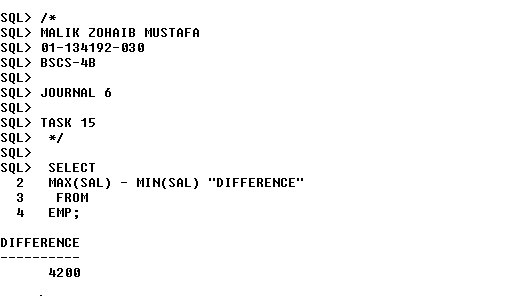 SQL> /*
SQL> MALIK ZOHAIB MUSTAFA
SQL> 01-134192-030
SQL> BSCS-4B
SQL>
SQL> JOURNAL 6
SQL>
SQL> TASK 15
SQL>  */
SQL>
SQL>  SELECT
  2   MAX(SAL) - MIN(SAL) "DIFFERENCE"
  3    FROM
  4   EMP;
DIFFERENCE
----------
      4200